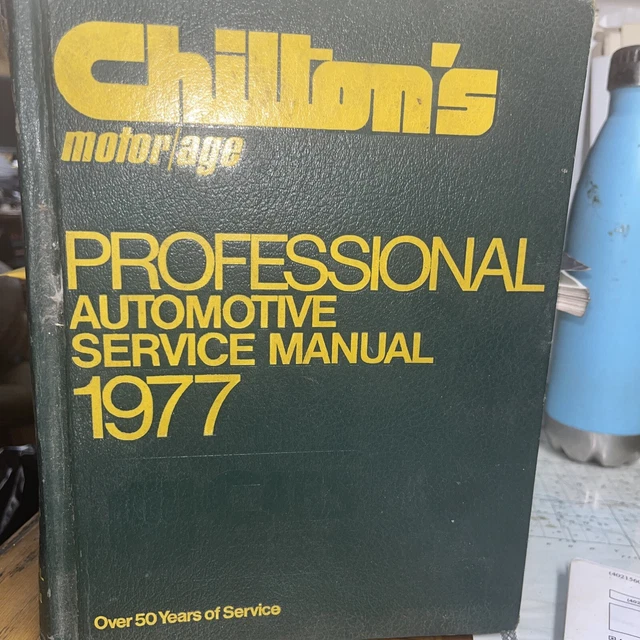 Chilton's
motor/age
PROFESSIONAL
AUTOMOTIVE
SERVICE MANUAL
1977
Over 50 Years of Service